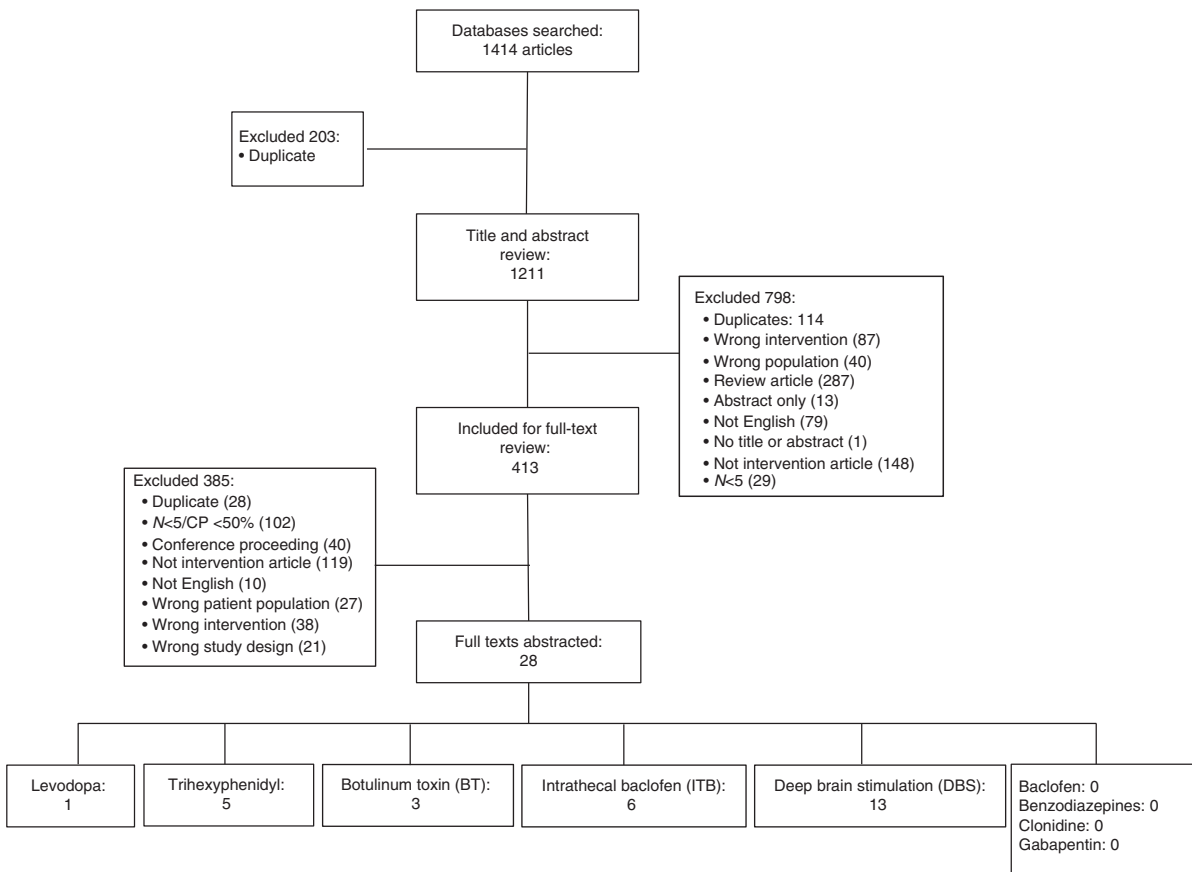 Databases searched:
1414 articles
Excluded 203:
• Duplicate
Title and abstract
review:
1211
Excluded 798:
• Duplicates: 114
• Wrong intervention (87)
• Wrong population (40)
• Review article (287)
• Abstract only (13)
• Not English (79)
• No title or abstract (1)
• Not intervention article (148)
• N<5 (29)
Included for full-text
review:
413
Excluded 385:
• Duplicate (28)
• N<5/CP <50% (102)
• Conference proceeding (40)
• Not intervention article (119)
• Not English (10)
• Wrong patient population (27)
• Wrong intervention (38)
• Wrong study design (21)
Full texts abstracted:
28
Levodopa:
1
Trihexyphenidyl:
5
Botulinum toxin (BT):
3
Intrathecal baclofen (ITB):
6
Deep brain stimulation (DBS):
13
Baclofen: 0
Benzodiazepines: 0
Clonidine: 0
Gabapentin: 0